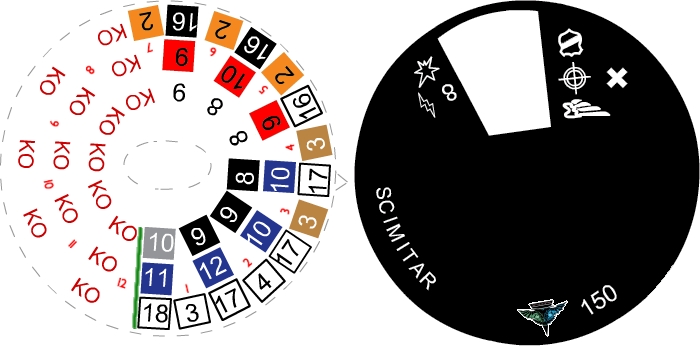 10 11 18 3
1
9 12 17 4
2
9 10 17 3
3
8 10 17 3
4
8 9 16 2
5
8 10 16 2
6
6 9 16 2
7
KO KO KO
8
KO KO KO
9
KO KO KO
10
KO KO KO
11
KO KO KO
12
8
SCIMITAR
150